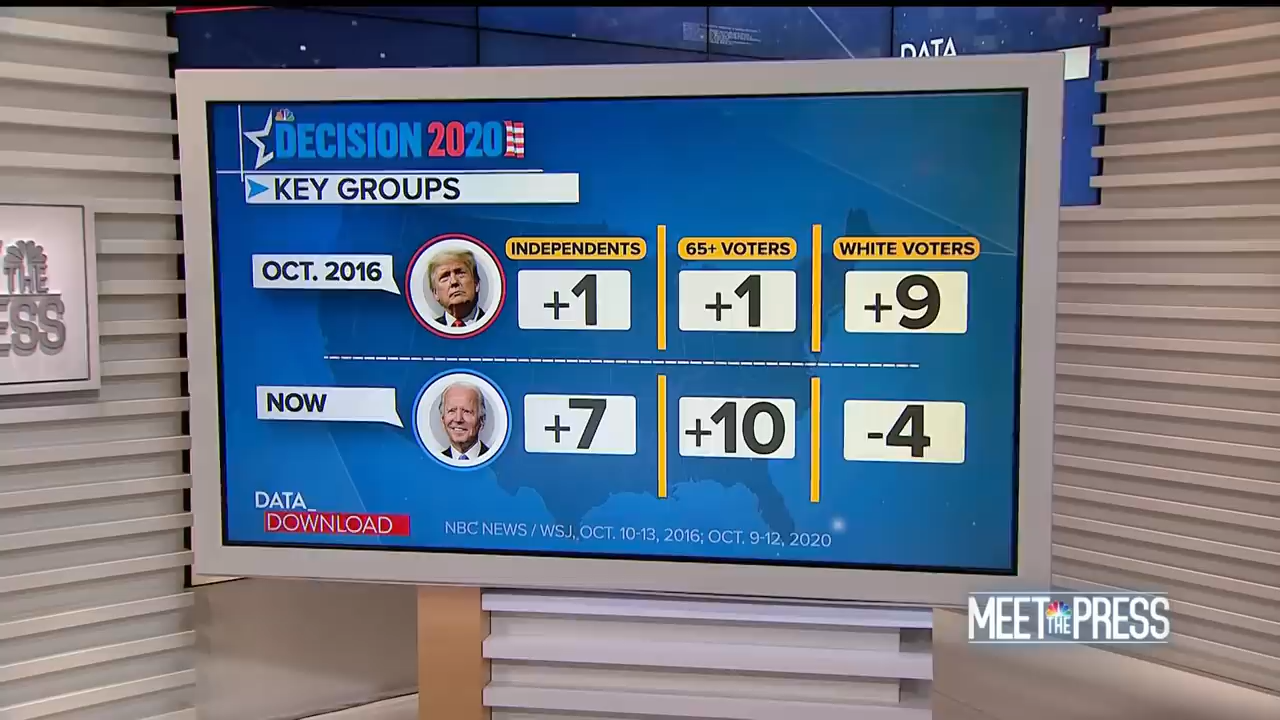 DATA
DECISION 2020
KEY GROUPS
INDEPENDENTS
65+ VOTERS
WHITE VOTERS
OCT. 2016
+1
+1
+9
NOW
+7
+10
-4
DATA_
DOWNLOAD
NBC NEWS / WSJ, OCT. 10-13, 2016; OCT. 9-12, 2020
THE
ESS
MEET THE PRESS